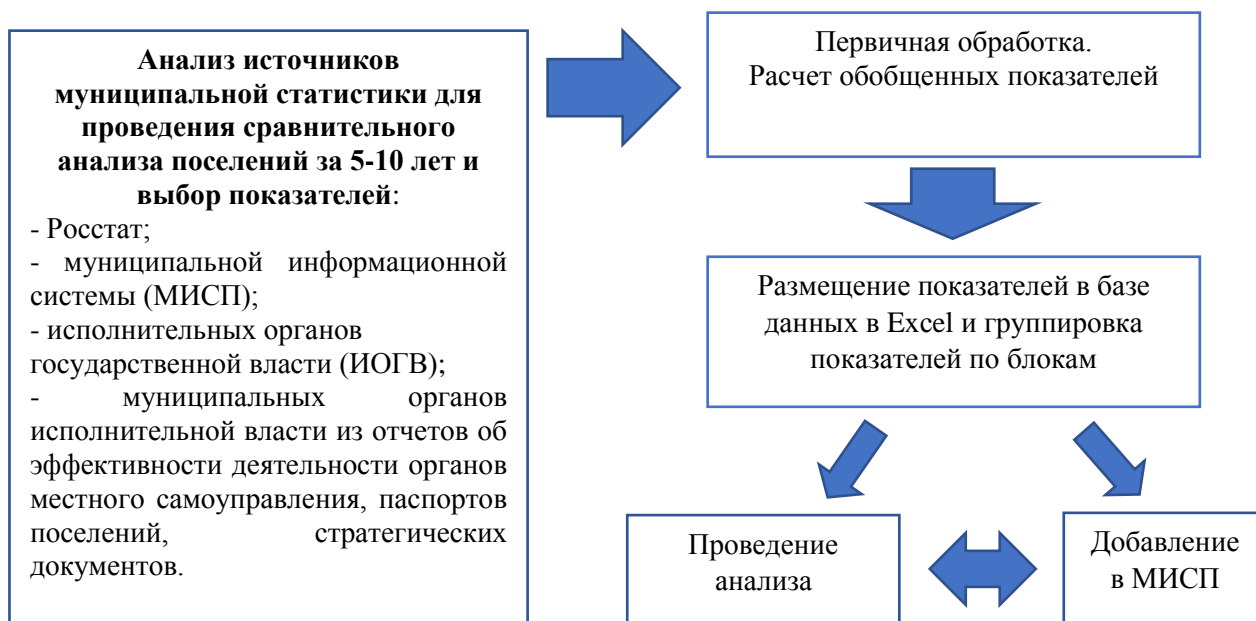 Анализ источников
муниципальной статистики для
проведения сравнительного
анализа поселений за 5-10 лет и
выбор показателей:
- Росстат;
- муниципальной информационной
системы (МИСП);
- исполнительных органов
государственной власти (ИОГВ);
- муниципальных органов
исполнительной власти из отчетов об
эффективности деятельности органов
местного самоуправления, паспортов
поселений, стратегических
документов.
Первичная обработка.
Расчет обобщенных показателей
Размещение показателей в базе
данных в Excel и группировка
показателей по блокам
Проведение
анализа
Добавление
в МИСП